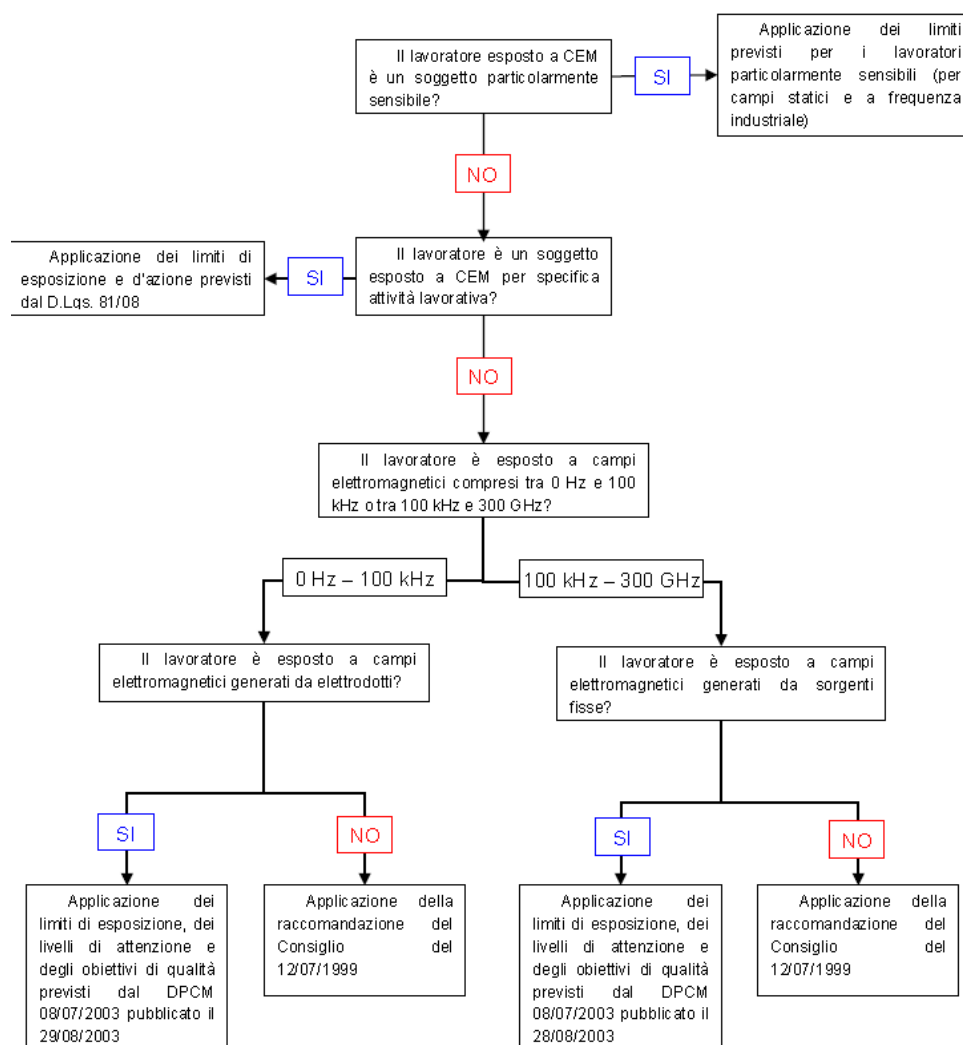 Il lavoratore esposto a CEM
è un soggetto particolarmente
sensibile?
SI
Applicazione dei limiti
previsti per i lavoratori
particolarmente sensibili (per
campi statici e a frequenza
industriale)
NO
Il lavoratore è un soggetto
esposto a CEM per specifica
attività lavorativa?
SI
Applicazione dei limiti di
esposizione e d'azione previsti
dal D.Lgs. 81/08
NO
Il lavoratore è esposto a campi
elettromagnetici compresi tra 0 Hz e 100
kHz o tra 100 kHz e 300 GHz?
0 Hz – 100 kHz
100 kHz – 300 GHz
Il lavoratore è esposto a campi
elettromagnetici generati da elettrodotti?
Il lavoratore è esposto a campi
elettromagnetici generati da sorgenti
fisse?
SI
NO
SI
NO
Applicazione dei
limiti di esposizione, dei
livelli di attenzione e
degli obiettivi di qualità
previsti dal DPCM
08/07/2003 pubblicato il
29/08/2003
Applicazione della
raccomandazione del
Consiglio del
12/07/1999
Applicazione dei
limiti di esposizione, dei
livelli di attenzione e
degli obiettivi di qualità
previsti dal DPCM
08/07/2003 pubblicato il
28/08/2003
Applicazione della
raccomandazione del
Consiglio del
12/07/1999